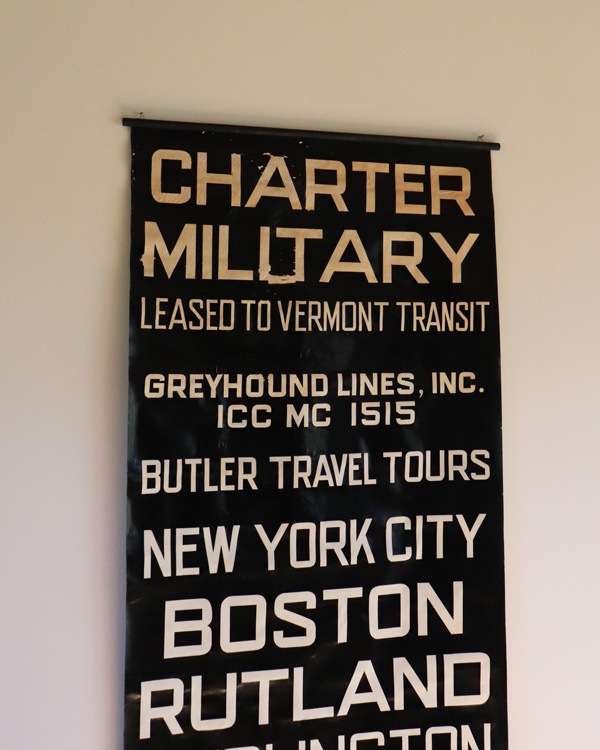 CHARTER
MILITARY
LEASED TO VERMONT TRANSIT
GREYHOUND LINES, INC.
ICC MC 1515
BUTLER TRAVEL TOURS
NEW YORK CITY
BOSTON
RUTLAND